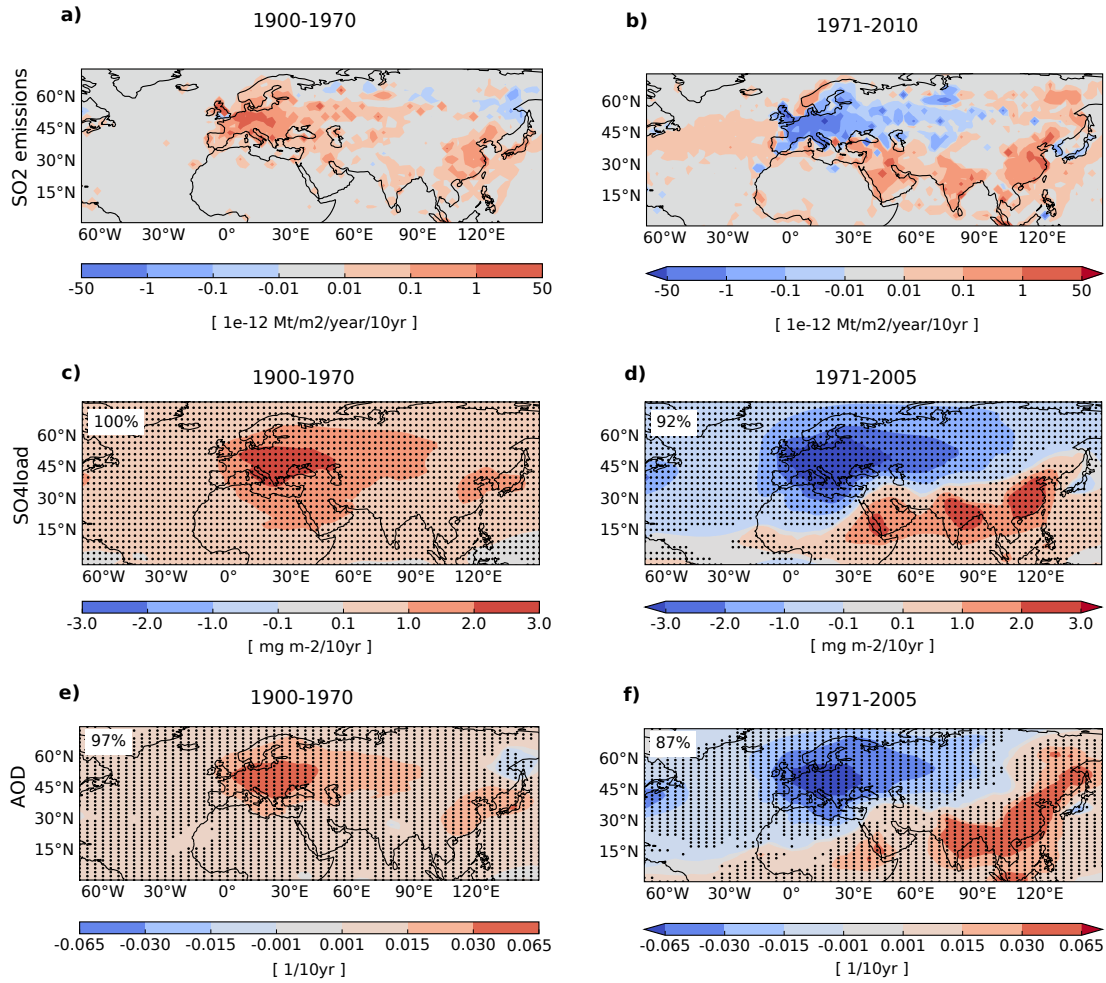 a)
1900-1970
b)
1971-2010
SO2 emissions
60°N
45°N
30°N
15°N
60°W 30°W 0° 30°E 60°E 90°E 120°E
-50 -1 -0.1 -0.01 0.01 0.1 1 50
[ 1e-12 Mt/m2/year/10yr ]
60°N
45°N
30°N
15°N
60°W 30°W 0° 30°E 60°E 90°E 120°E
-50 -1 -0.1 -0.01 0.01 0.1 1 50
[ 1e-12 Mt/m2/year/10yr ]
c)
1900-1970
d)
1971-2005
SO4load
100%
60°N
45°N
30°N
15°N
60°W 30°W 0° 30°E 60°E 90°E 120°E
-3.0 -2.0 -1.0 -0.1 0.1 1.0 2.0 3.0
[ mg m-2/10yr ]
92%
60°N
45°N
30°N
15°N
60°W 30°W 0° 30°E 60°E 90°E 120°E
-3.0 -2.0 -1.0 -0.1 0.1 1.0 2.0 3.0
[ mg m-2/10yr ]
e)
1900-1970
f)
1971-2005
AOD
97%
60°N
45°N
30°N
15°N
60°W 30°W 0° 30°E 60°E 90°E 120°E
-0.065 -0.030 -0.015 -0.001 0.001 0.015 0.030 0.065
[ 1/10yr ]
87%
60°N
45°N
30°N
15°N
60°W 30°W 0° 30°E 60°E 90°E 120°E
-0.065 -0.030 -0.015 -0.001 0.001 0.015 0.030 0.065
[ 1/10yr ]